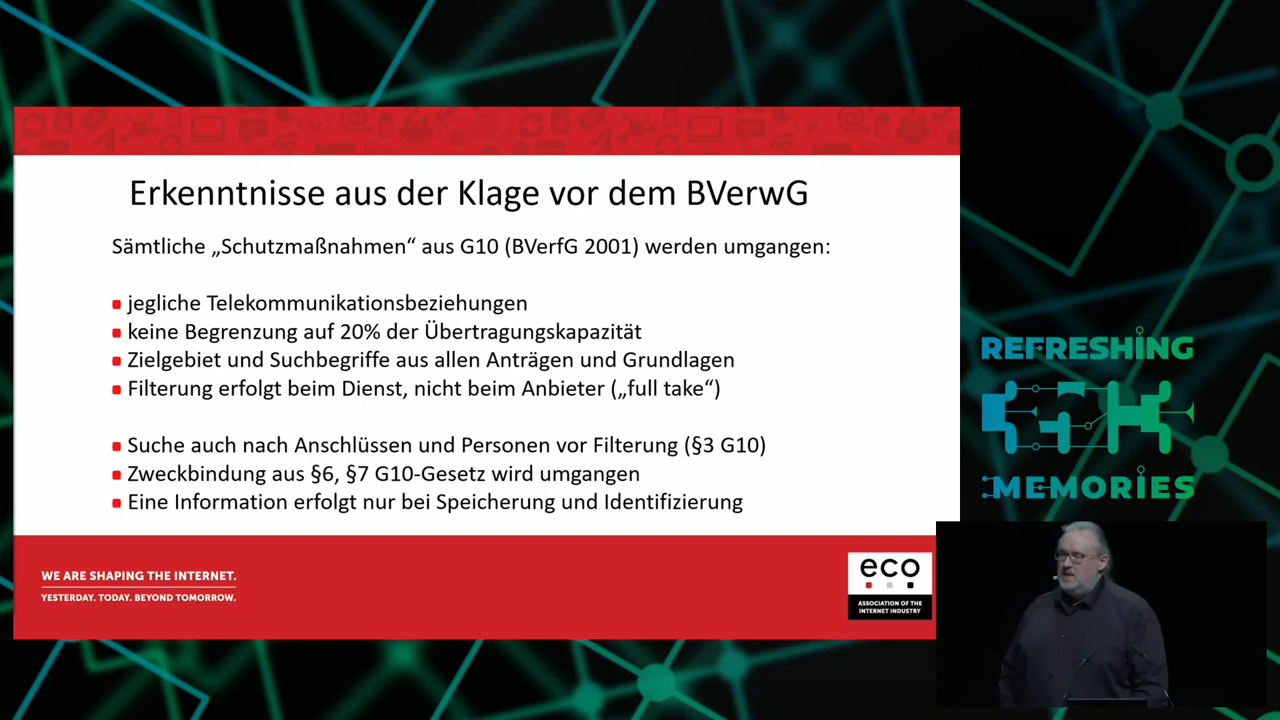 Erkenntnisse aus der Klage vor dem BVerwG
Sämtliche „Schutzmaßnahmen“ aus G10 (BVerfG 2001) werden umgangen:
jegliche Telekommunikationsbeziehungen
keine Begrenzung auf 20% der Übertragungskapazität
Zielgebiet und Suchbegriffe aus allen Anträgen und Grundlagen
Filterung erfolgt beim Dienst, nicht beim Anbieter („full take“)
Suche auch nach Anschlüssen und Personen vor Filterung (§3 G10)
Zweckbindung aus §6, §7 G10-Gesetz wird umgangen
Eine Information erfolgt nur bei Speicherung und Identifizierung
WE ARE SHAPING THE INTERNET.
YESTERDAY. TODAY. BEYOND TOMORROW.
eco
ASSOCIATION OF THE
INTERNET INDUSTRY
REFRESHING
MEMORIES